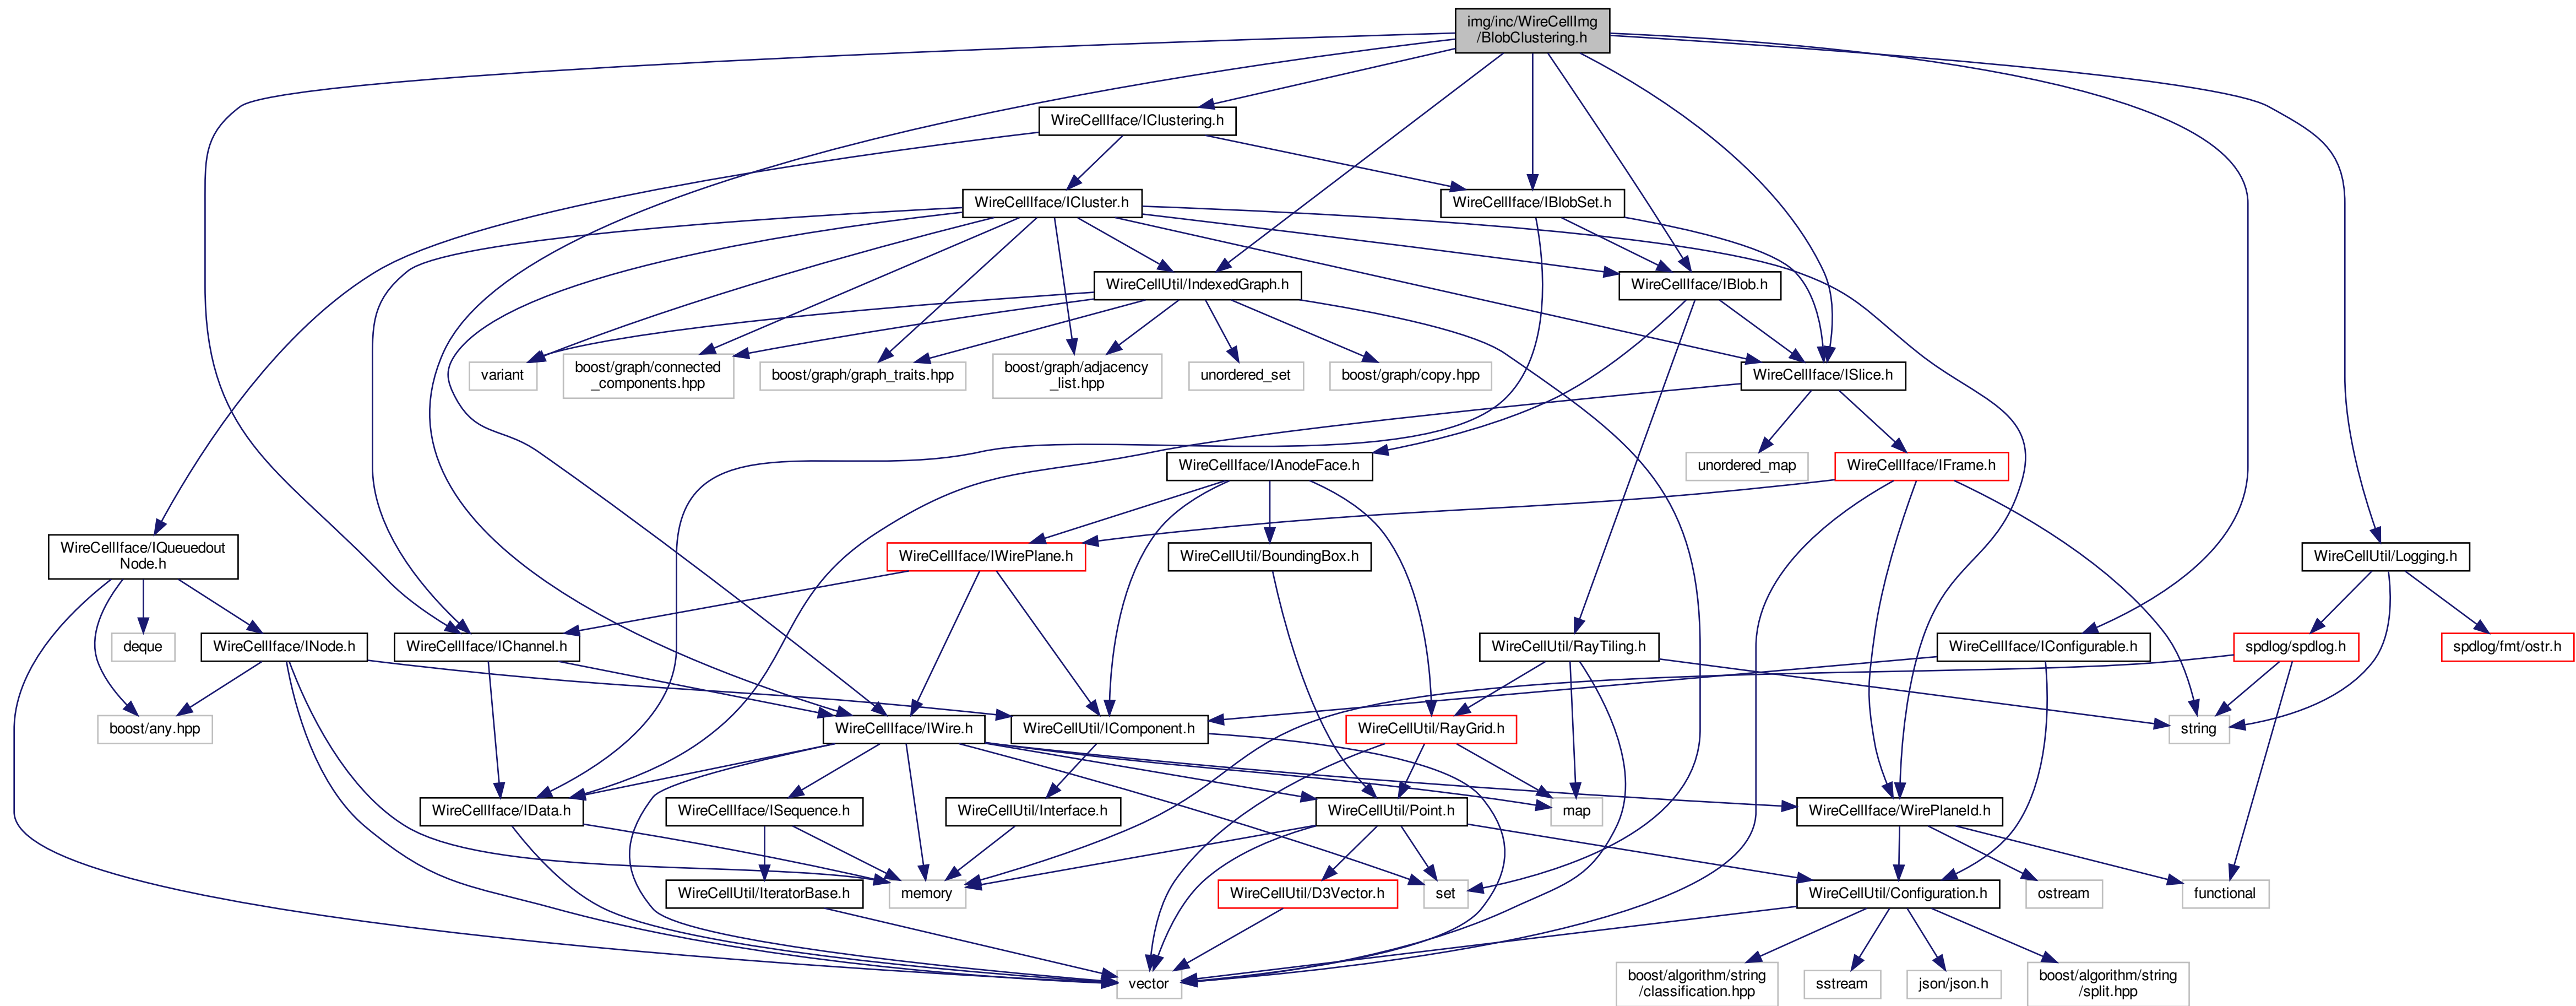 img/inc/WireCellImg
/BlobClustering.h
WireCellIface/IClustering.h
WireCellIface/ICluster.h
WireCellIface/IBlobSet.h
WireCellUtil/IndexedGraph.h
WireCellIface/IBlob.h
variant
boost/graph/connected
_components.hpp
boost/graph/graph_traits.hpp
boost/graph/adjacency
_list.hpp
unordered_set
boost/graph/copy.hpp
WireCellIface/ISlice.h
WireCellIface/IAnodeFace.h
unordered_map
WireCellIface/IFrame.h
WireCellIface/IQueuedout
Node.h
WireCellIface/IWirePlane.h
WireCellUtil/BoundingBox.h
WireCellUtil/Logging.h
deque
WireCellIface/INode.h
WireCellIface/IChannel.h
WireCellUtil/RayTiling.h
WireCellIface/IConfigurable.h
spdlog/spdlog.h
spdlog/fmt/ostr.h
boost/any.hpp
WireCellIface/IWire.h
WireCellUtil/IComponent.h
WireCellUtil/RayGrid.h
string
WireCellIface/IData.h
WireCellIface/ISequence.h
WireCellUtil/Interface.h
WireCellUtil/Point.h
map
WireCellIface/WirePlaneId.h
WireCellUtil/IteratorBase.h
memory
WireCellUtil/D3Vector.h
set
WireCellUtil/Configuration.h
ostream
functional
vector
boost/algorithm/string
/classification.hpp
sstream
json/json.h
boost/algorithm/string
/split.hpp